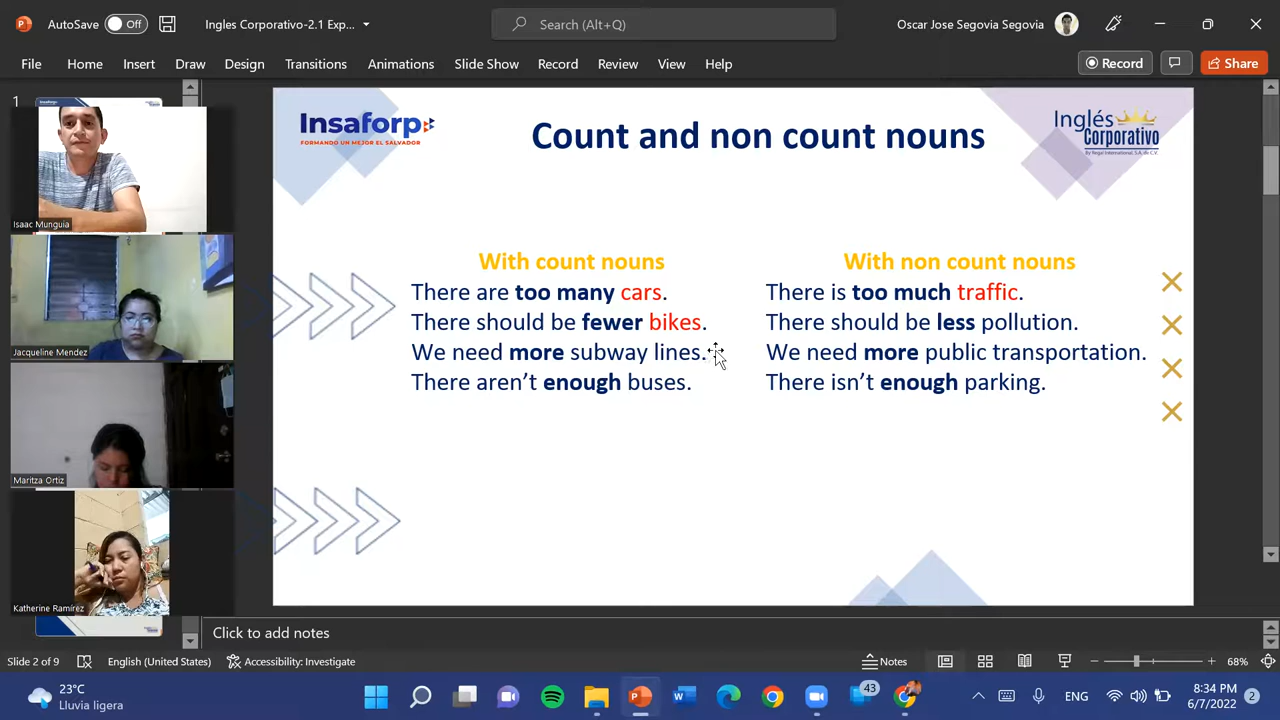 AutoSave Off
Ingles Corporativo-2.1 Exp...
Search (Alt+Q)
Oscar Jose Segovia Segovia
File Home Insert Draw Design Transitions Animations Slide Show Record Review View Help
Record
Share
1
Isaac Munguia
Jacqueline Mendez
Maritza Ortiz
Katherine Ramírez
Insaforp
FORMANDO UN MEJOR EL SALVADOR
Count and non count nouns
Inglés
Corporativo
By Regal International, S.A. de C.V.
With count nouns
There are too many cars.
There should be fewer bikes.
We need more subway lines.
There aren't enough buses.
With non count nouns
There is too much traffic.
There should be less pollution.
We need more public transportation.
There isn't enough parking.
Click to add notes
Slide 2 of 9
English (United States)
Accessibility: Investigate
Notes
68%
23°C
Lluvia ligera
43
ENG
8:34 PM
6/7/2022
2